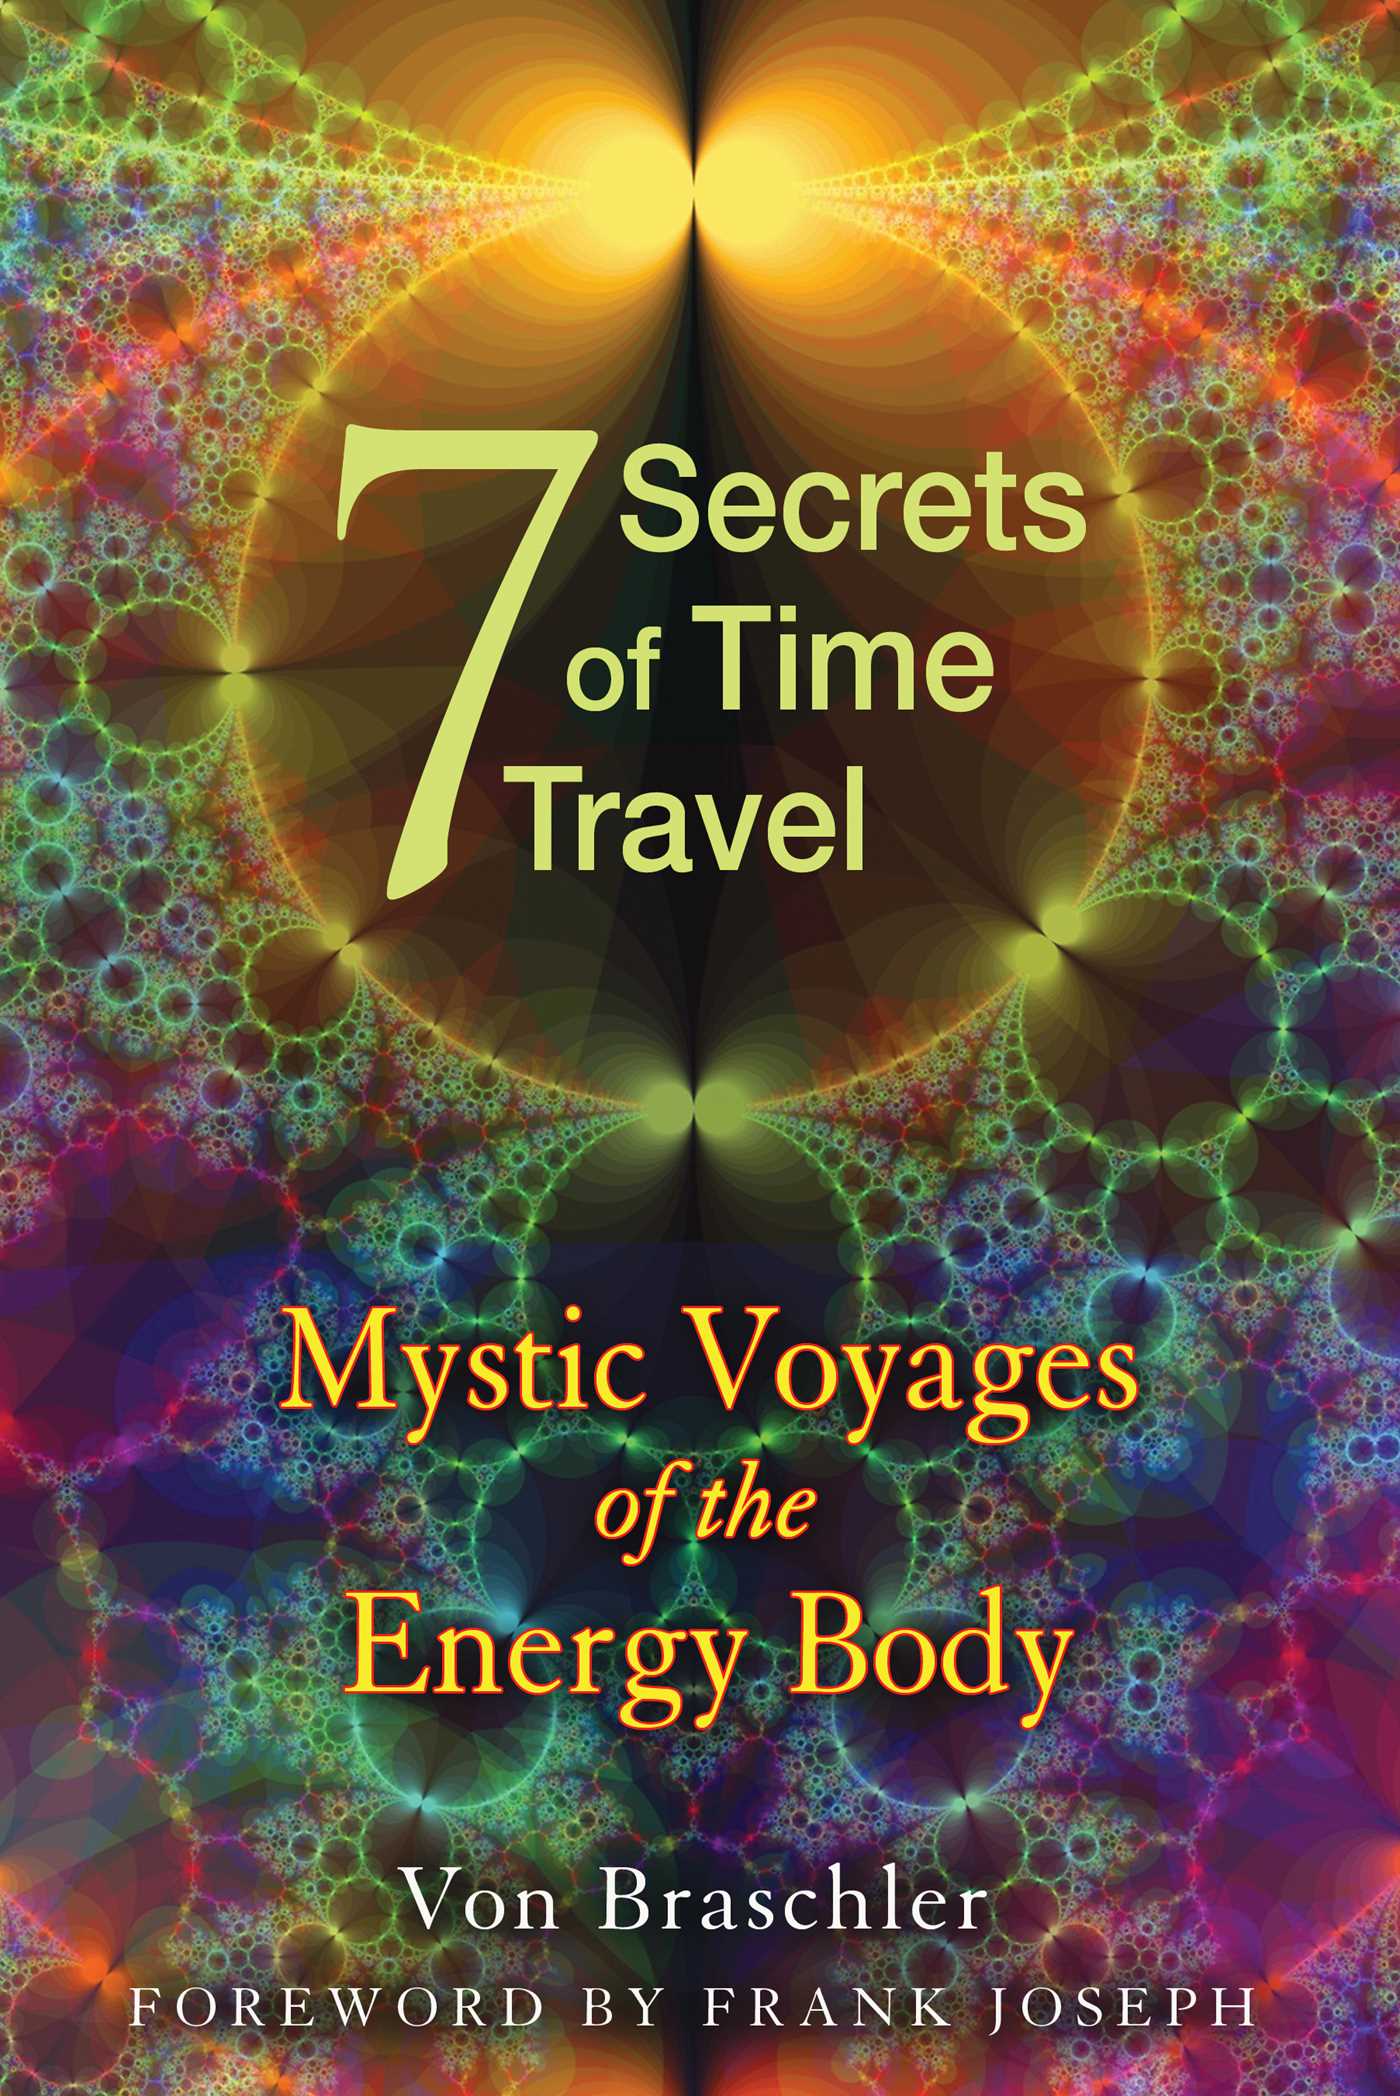 7 Secrets
of Time
Travel
Mystic Voyages
of the
Energy Body
Von Braschler
FOREWORD BY FRANK JOSEPH